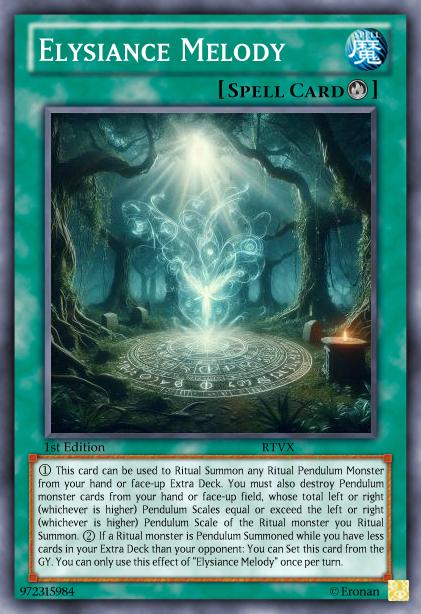 Elysiance Melody
SPELL
魔
[Spell Card]
1st Edition RTVX
① This card can be used to Ritual Summon any Ritual Pendulum Monster
from your hand or face-up Extra Deck. You must also destroy Pendulum
monster cards from your hand or face-up field, whose total left or right
(whichever is higher) Pendulum Scales equal or exceed the left or right
(whichever is higher) Pendulum Scale of the Ritual monster you Ritual
Summon. ② If a Ritual monster is Pendulum Summoned while you have less
cards in your Extra Deck than your opponent: You can Set this card from the
GY. You can only use this effect of "Elysiance Melody" once per turn.
972315984 ©Eronan